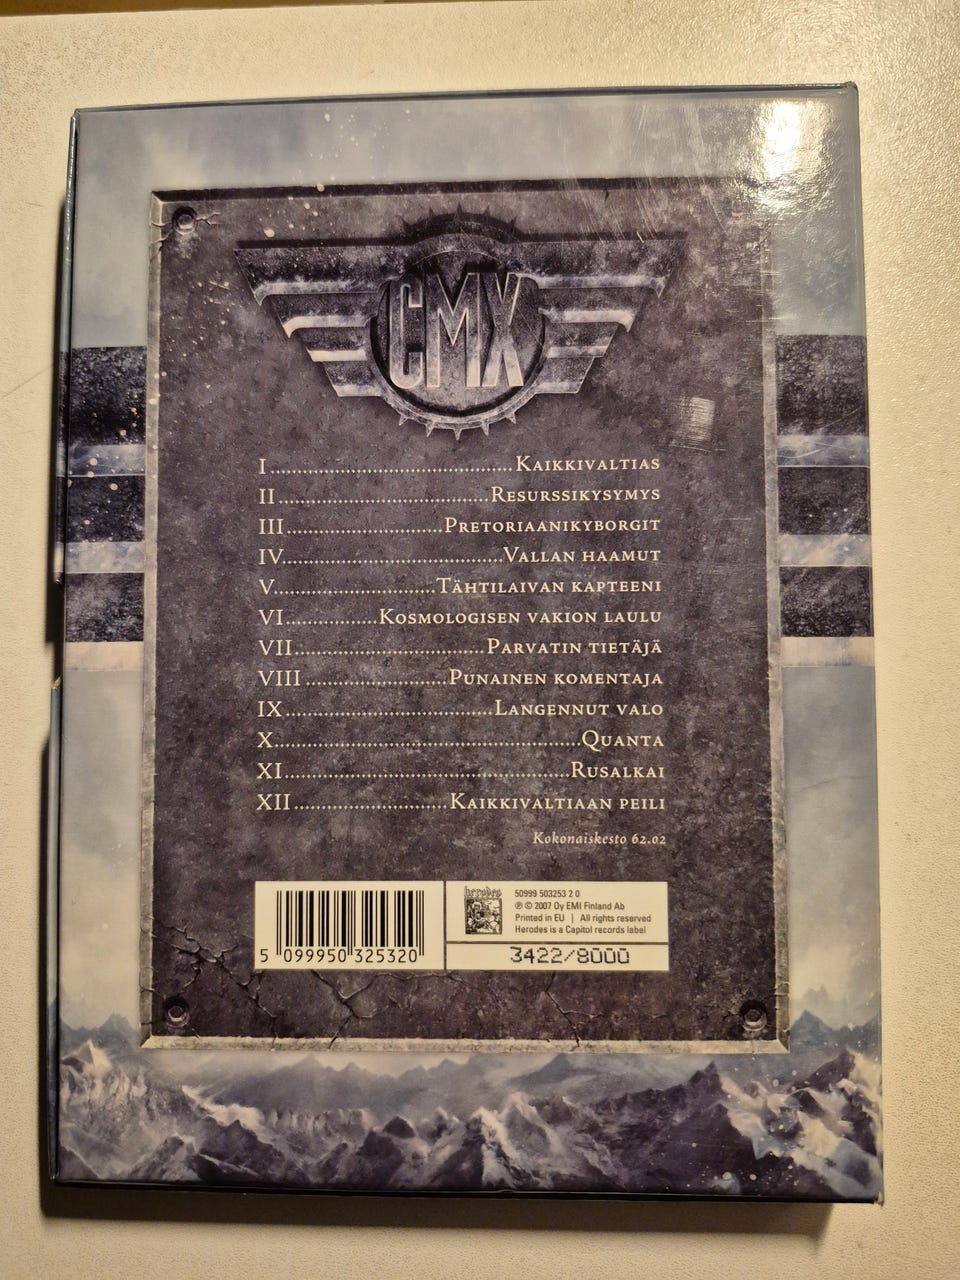 CMX
I KAIKKIVALTIAS
II RESURSSIKYSYMYS
III PRETORIAANIKYBORGIT
IV VALLAN HAAMUT
V TÄHTILAIVAN KAPTEENI
VI KOSMOLOGISEN VAKION LAULU
VII PARVATIN TIETÄJÄ
VIII PUNAINEN KOMENTAJA
IX LANGENNUT VALO
X QUANTA
XI RUSALKAI
XII KAIKKIVALTIAAN PEILI
Kokonaiskesto 62.02
herodes
50999 503253 2 0
℗ © 2007 Oy EMI Finland Ab
Printed in EU | All rights reserved
Herodes is a Capitol records label
3422/8000
5 099950 325320